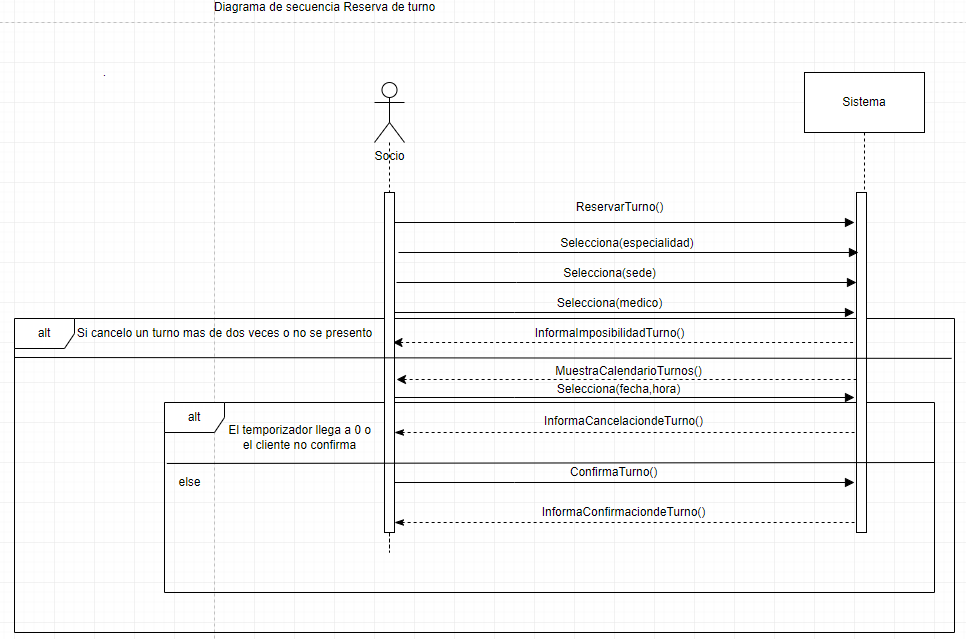 Diagrama de secuencia Reserva de turno
Sistema
Socio
ReservarTurno()
Selecciona(especialidad)
Selecciona(sede)
Selecciona(medico)
alt
Si cancelo un turno mas de dos veces o no se presento
InformaImposibilidadTurno()
MuestraCalendarioTurnos()
Selecciona(fecha,hora)
alt
El temporizador llega a 0 o
el cliente no confirma
InformaCancelaciondeTurno()
else
ConfirmaTurno()
InformaConfirmaciondeTurno()